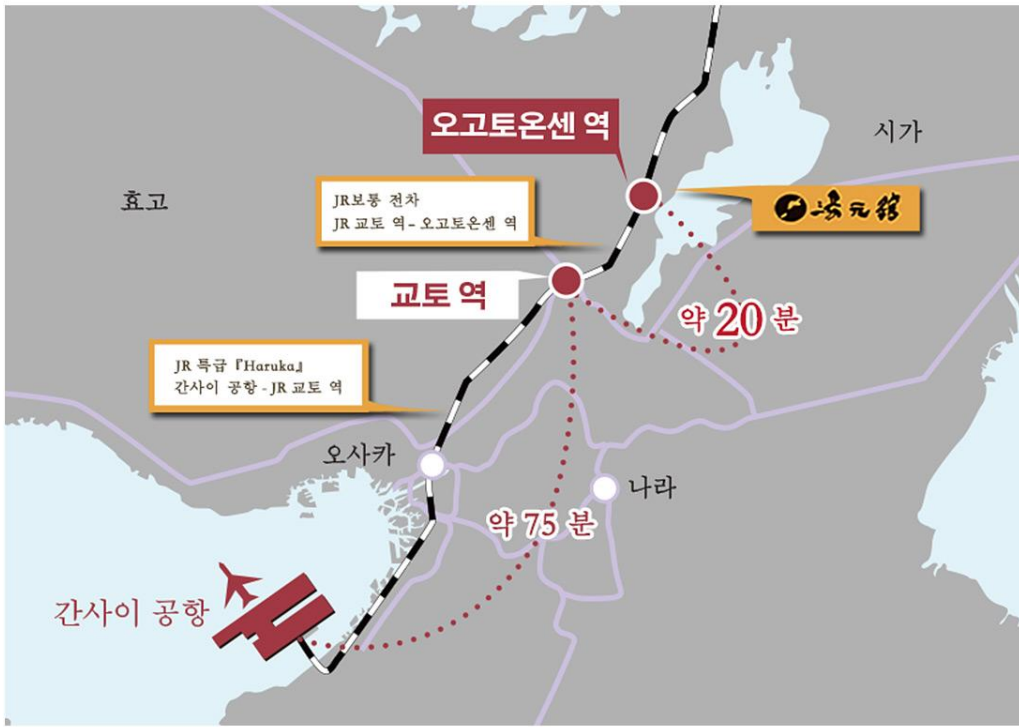 오고토온센 역
시가
효고
JR보통 전차
JR 교토 역 - 오고토온센 역
湯元舘
교토 역
약 20 분
JR 특급 『Haruka』
간사이 공항 - JR 교토 역
오사카
나라
약 75 분
간사이 공항